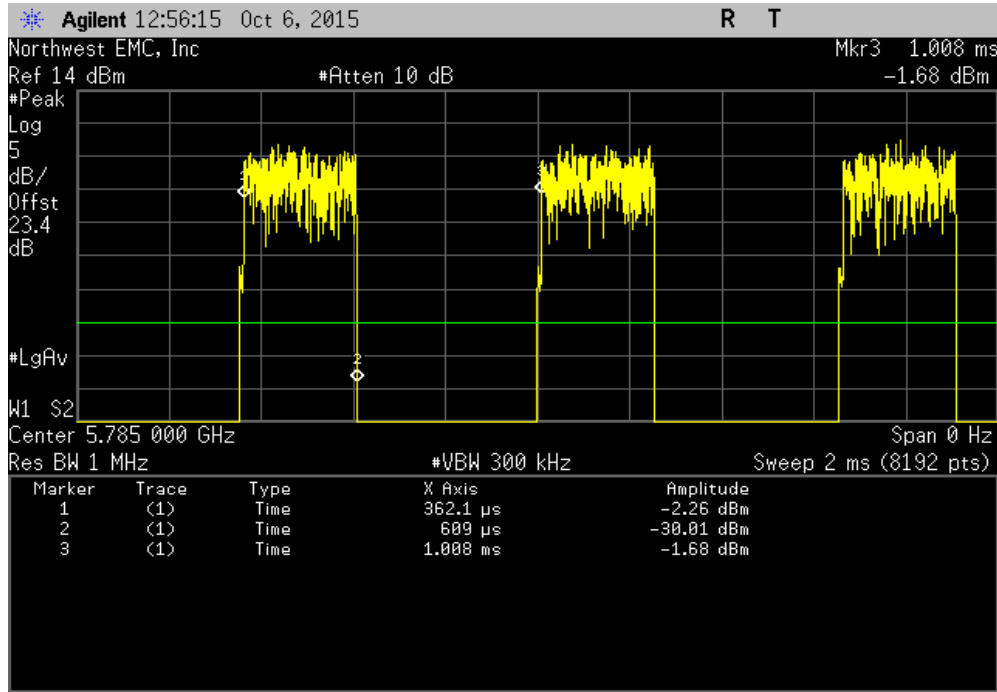 Agilent 12:56:15 Oct 6, 2015 R T
Northwest EMC, Inc Mkr3 1.008 ms
Ref 14 dBm #Atten 10 dB -1.68 dBm
#Peak
Log
5
dB/
Offst
23.4
dB
1
3
2
#LgAv
W1 S2
Center 5.785 000 GHz Span 0 Hz
Res BW 1 MHz #VBW 300 kHz Sweep 2 ms (8192 pts)
Marker Trace Type X Axis Amplitude
1 (1) Time 362.1 µs -2.26 dBm
2 (1) Time 609 µs -30.01 dBm
3 (1) Time 1.008 ms -1.68 dBm